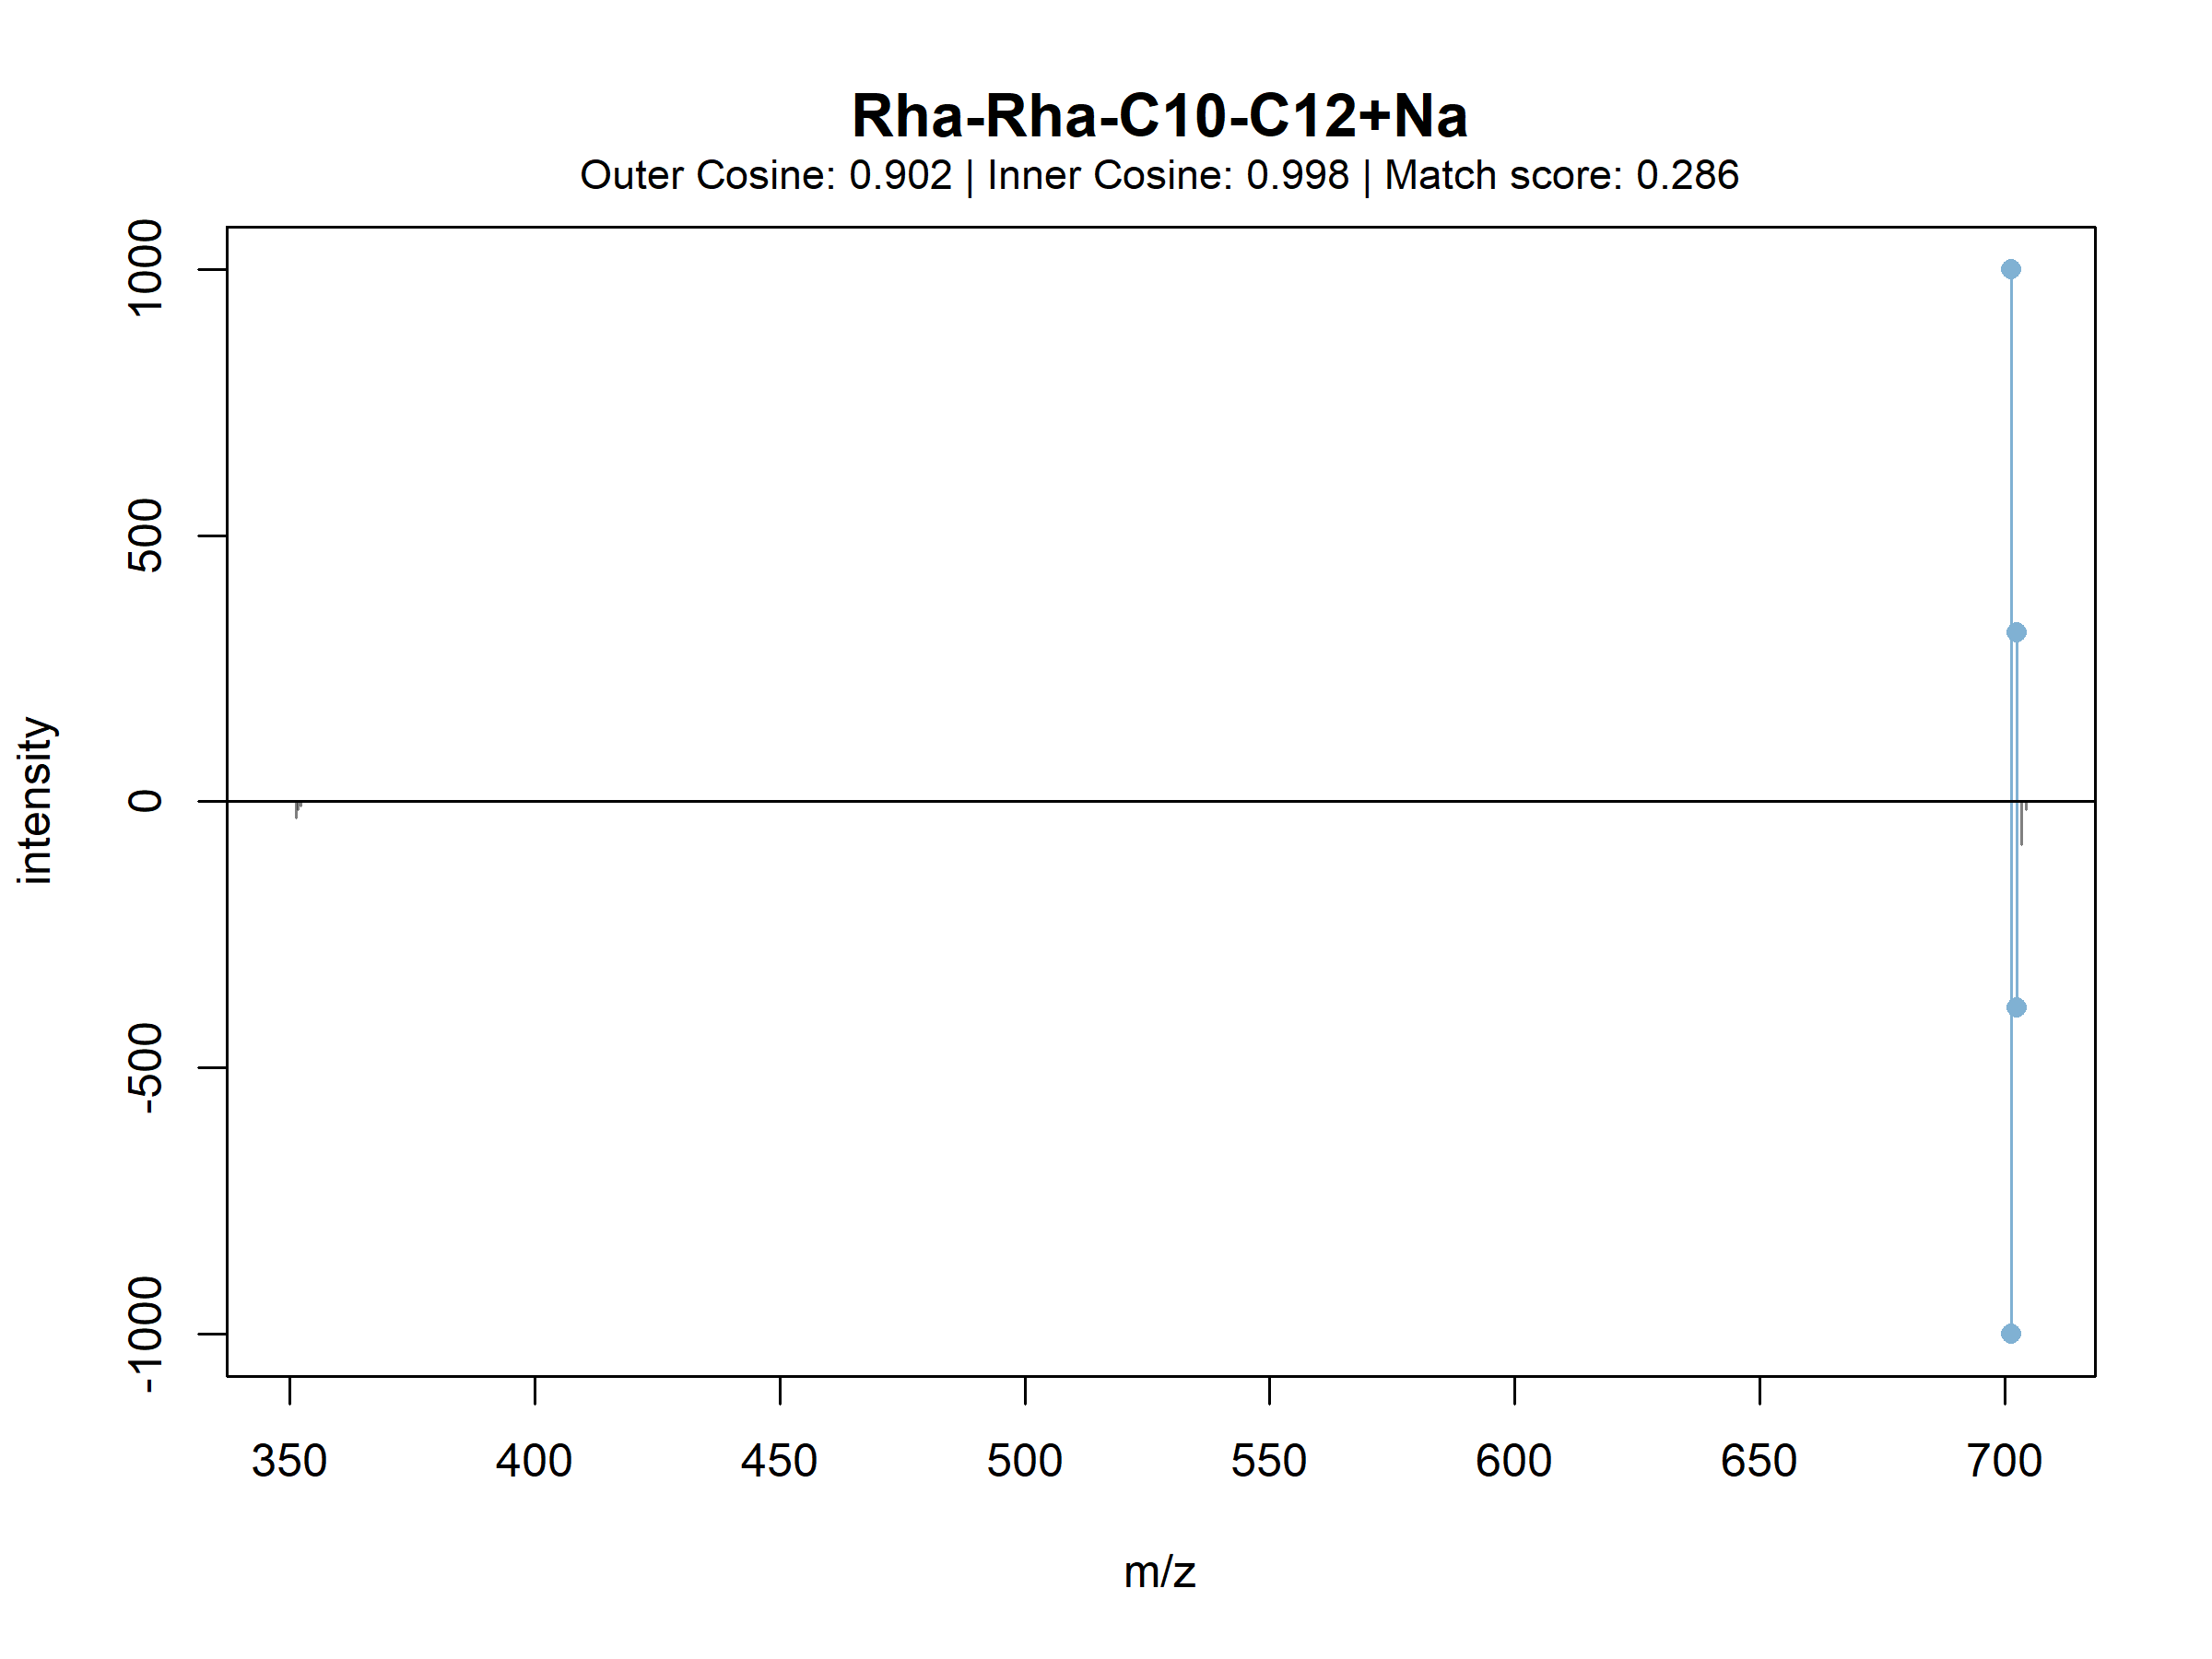 Rha-Rha-C10-C12+Na
Outer Cosine: 0.902 | Inner Cosine: 0.998 | Match score: 0.286
1000
500
0
-500
-1000
intensity
350 400 450 500 550 600 650 700
m/z